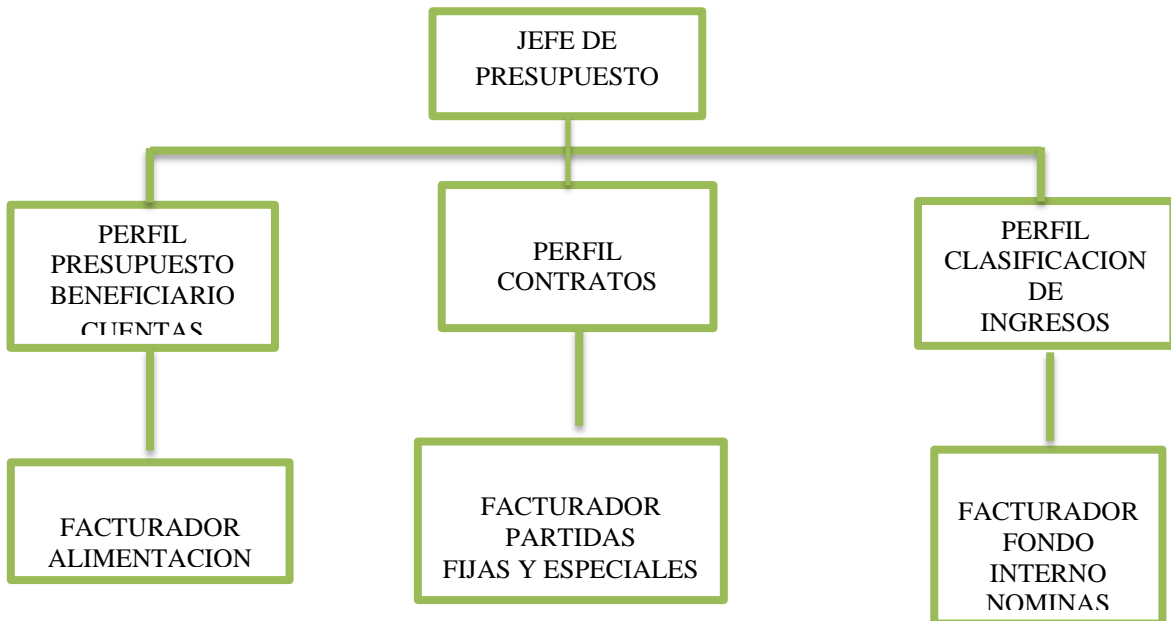 JEFE DE
PRESUPUESTO
PERFIL
PRESUPUESTO
BENEFICIARIO
CUENTAS
PERFIL
CONTRATOS
PERFIL
CLASIFICACION
DE
INGRESOS
FACTURADOR
ALIMENTACION
FACTURADOR
PARTIDAS
FIJAS Y ESPECIALES
FACTURADOR
FONDO
INTERNO
NOMINAS